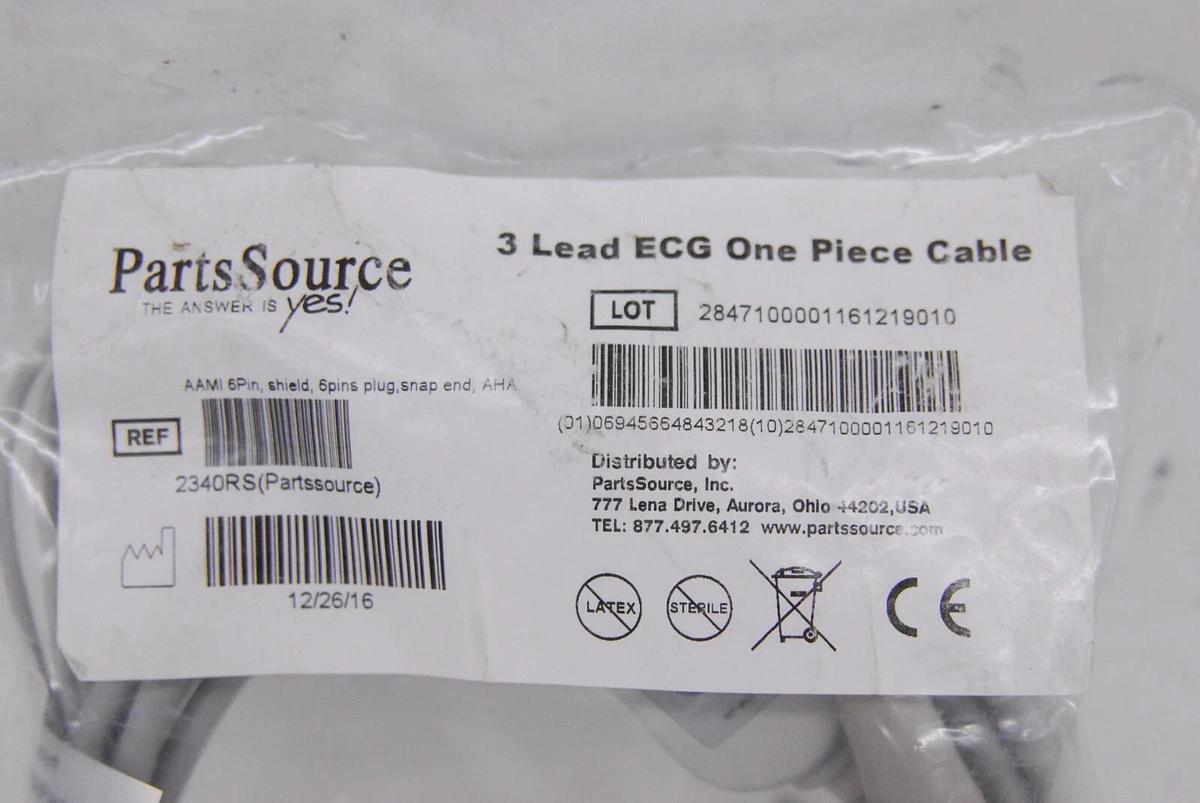 PartsSource
THE ANSWER IS yes!
AAMI 6Pin, shield, 6pins plug,snap end, AHA
REF
2340RS(Partssource)
12/26/16
3 Lead ECG One Piece Cable
LOT 2847100001161219010
(01)06945664843218(10)2847100001161219010
Distributed by:
PartsSource, Inc.
777 Lena Drive, Aurora, Ohio 44202,USA
TEL: 877.497.6412 www.partssource.com
LATEX
STERILE
CE